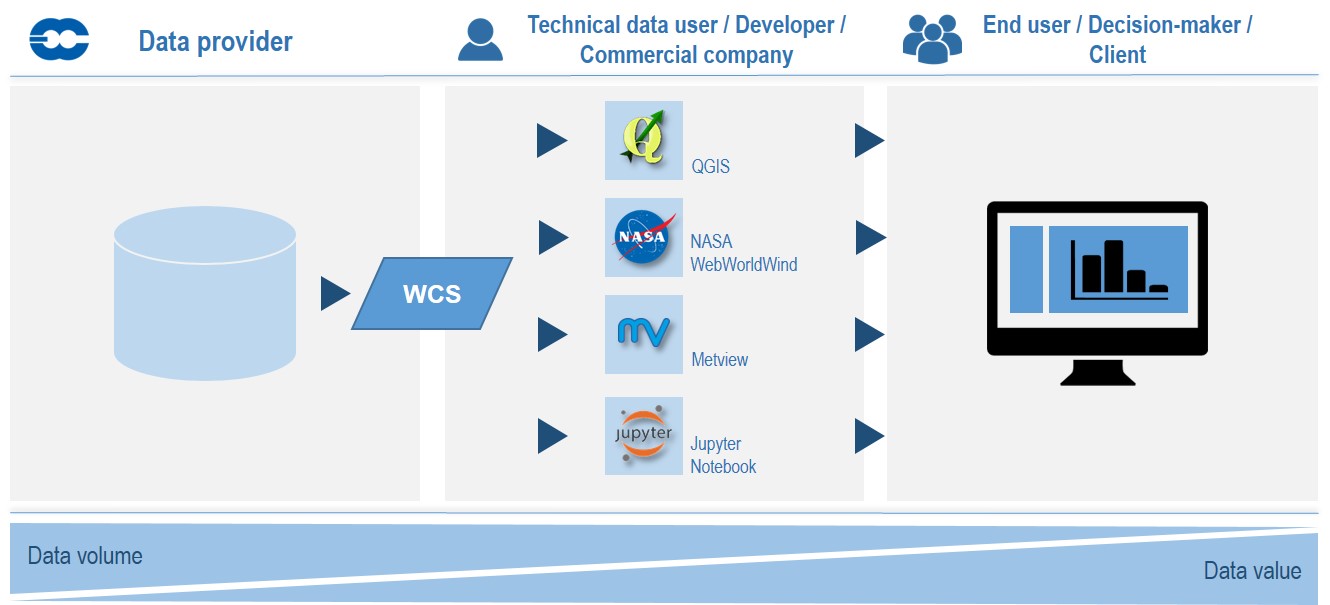 Data provider
Technical data user / Developer /
Commercial company
End user / Decision-maker /
Client
WCS
QGIS
NASA
NASA
WebWorldWind
Metview
jupyter
Jupyter
Notebook
Data volume
Data value